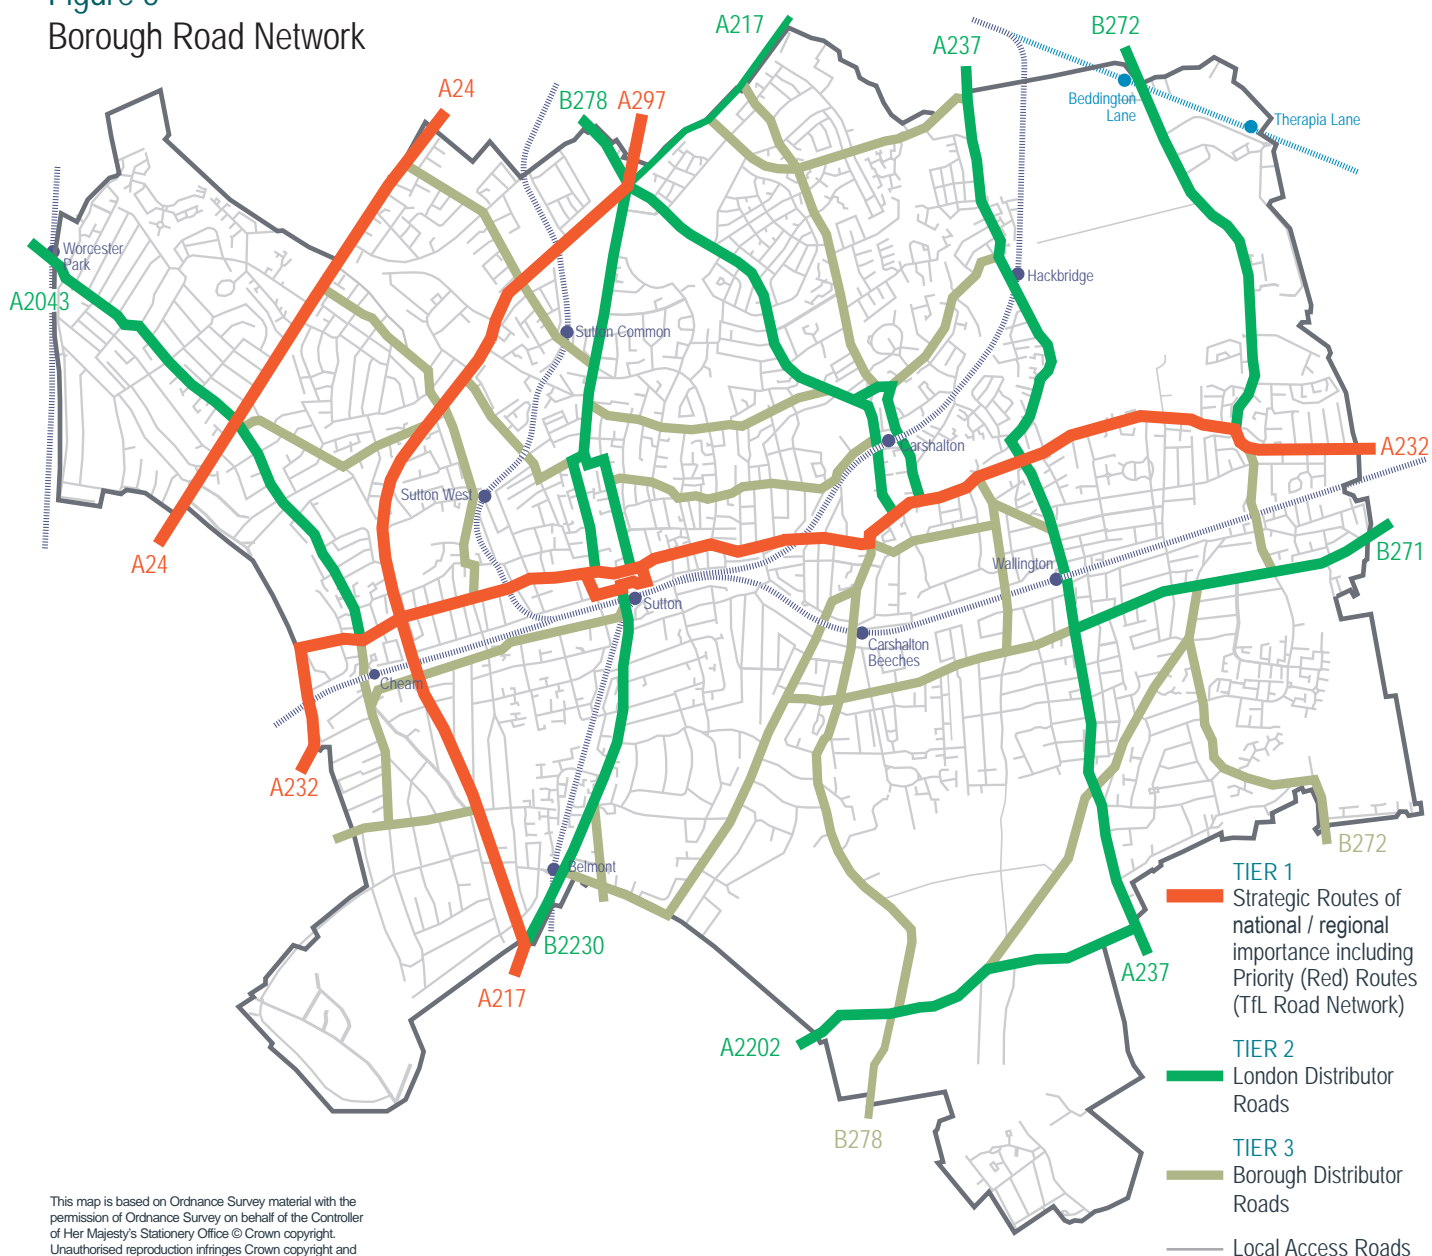 Borough Road Network
A217
A237
B272
A24
B278
A297
Beddington
Lane
Therapia Lane
Worcester
Park
A2043
Hackbridge
Sutton Common
Carshalton
A232
Sutton West
A24
B271
Wallington
Sutton
Carshalton
Beeches
Cheam
A232
Belmont
B272
B2230
A217
A237
A2202
B278
TIER 1
Strategic Routes of
national / regional
importance including
Priority (Red) Routes
(TfL Road Network)
TIER 2
London Distributor
Roads
TIER 3
Borough Distributor
Roads
Local Access Roads
This map is based on Ordnance Survey material with the
permission of Ordnance Survey on behalf of the Controller
of Her Majesty's Stationery Office © Crown copyright.
Unauthorised reproduction infringes Crown copyright and